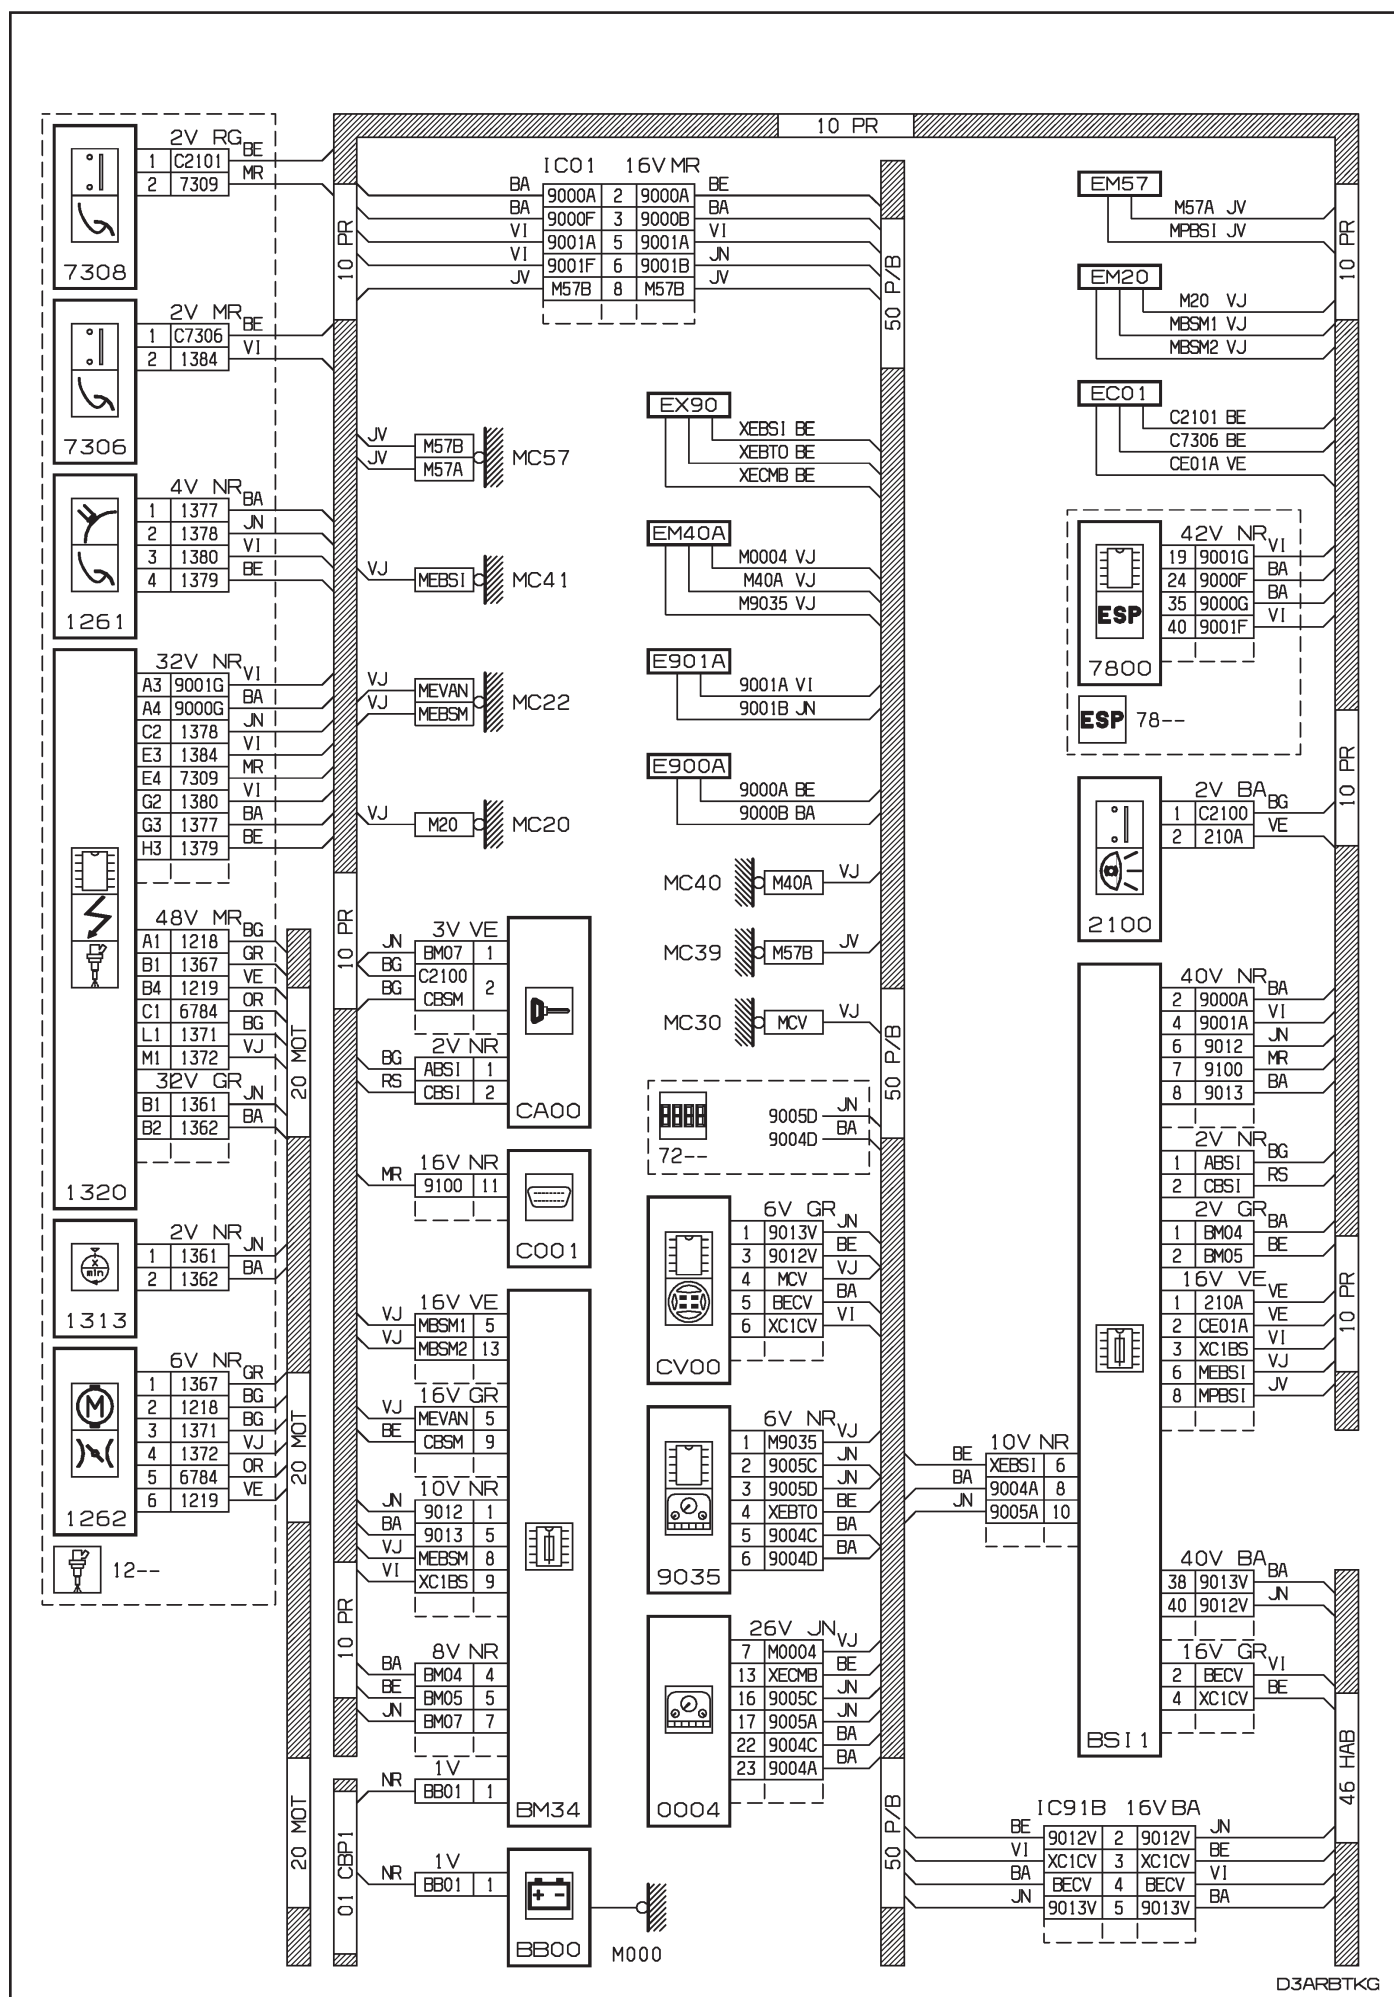 10 PR
2V RG
1 C2101 BE
2 7309 MR
7308
2V MR
1 C7306 BE
2 1384 VI
7306
4V NR
1 1377 BA
2 1378 JN
3 1380 VI
4 1379 BE
1261
32V NR
A3 9001G VI
A4 9000G BA
C2 1378 JN
E3 1384 VI
E4 7309 MR
G2 1380 VI
G3 1377 BA
H3 1379 BE
48V MR
A1 1218 BG
B1 1367 GR
B4 1219 VE
C1 6784 OR
L1 1371 BG
M1 1372 VJ
32V GR
B1 1361 JN
B2 1362 BA
1320
2V NR
1 1361 JN
2 1362 BA
x
min
1313
6V NR
1 1367 GR
2 1218 BG
3 1371 BG
4 1372 VJ
5 6784 OR
6 1219 VE
M
1262
12--
20 MOT
20 MOT
20 MOT
10 PR
10 PR
10 PR
01 CBP1
IC01 16V MR
BA 9000A 2 9000A BE
BA 9000F 3 9000B BA
VI 9001A 5 9001A VI
VI 9001F 6 9001B JN
JV M57B 8 M57B JV
JV M57B
JV M57A
MC57
VJ MEBSI MC41
VJ MEVAN
VJ MEBSM
MC22
VJ M20 MC20
3V VE
JN BM07 1
BG C2100
BG CBSM 2
2V NR
BG ABSI 1
RS CBSI 2
CA00
16V NR
MR 9100 11
C001
16V VE
VJ MBSM1 5
VJ MBSM2 13
16V GR
VJ MEVAN 5
BE CBSM 9
10V NR
JN 9012 1
BA 9013 5
VJ MEBSM 8
VI XC1BS 9
8V NR
BA BM04 4
BE BM05 5
JN BM07 7
1V
NR BB01 1
BM34
1V
NR BB01 1
+ -
BB00
M000
EX90
XEBSI BE
XEBTO BE
XECMB BE
EM40A
M0004 VJ
M40A VJ
M9035 VJ
E901A
9001A VI
9001B JN
E900A
9000A BE
9000B BA
MC40 M40A VJ
MC39 M57B JV
MC30 MCV VJ
8888
9005D JN
9004D BA
72--
6V GR
1 9013V JN
3 9012V BE
4 MCV VJ
5 BECV BA
6 XC1CV VI
CV00
6V NR
1 M9035 VJ
2 9005C JN
3 9005D JN
4 XEBTO BE
5 9004C BA
6 9004D BA
9035
26V JN
7 M0004 VJ
13 XECMB BE
16 9005C JN
17 9005A JN
22 9004C BA
23 9004A BA
0004
50 P/B
50 P/B
50 P/B
EM57
M57A JV
MPBSI JV
EM20
M20 VJ
MBSM1 VJ
MBSM2 VJ
EC01
C2101 BE
C7306 BE
CE01A VE
42V NR
19 9001G VI
24 9000F BA
35 9000G BA
40 9001F VI
ESP
7800
ESP 78--
2V BA
1 C2100 BG
2 210A VE
2100
40V NR
2 9000A BA
4 9001A VI
6 9012 JN
7 9100 MR
8 9013 BA
2V NR
1 ABSI BG
2 CBSI RS
2V GR
1 BM04 BA
2 BM05 BE
16V VE
1 210A VE
2 CE01A VE
3 XC1BS VI
6 MEBSI VJ
8 MPBSI JV
10V NR
BE XEBSI 6
BA 9004A 8
JN 9005A 10
40V BA
38 9013V BA
40 9012V JN
16V GR
2 BECV VI
4 XC1CV BE
BSI1
10 PR
10 PR
10 PR
46 HAB
IC91B 16V BA
BE 9012V 2 9012V JN
VI XC1CV 3 XC1CV BE
BA BECV 4 BECV VI
JN 9013V 5 9013V BA
D3ARBTKG